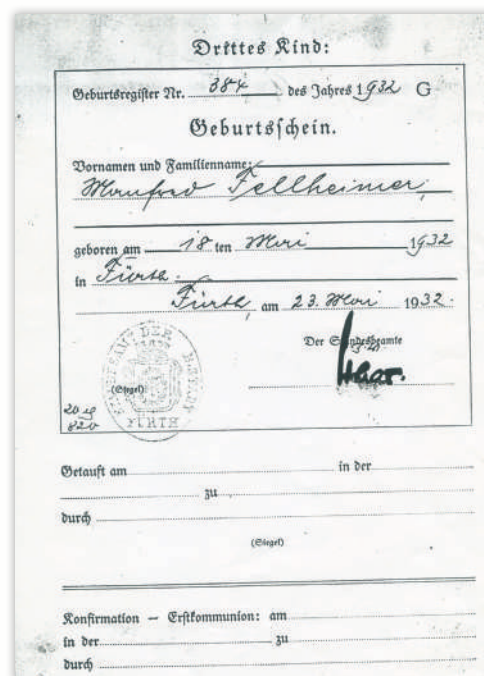 Drittes Kind:
Geburtsregister Nr. 384 des Jahres 1932 G
Geburtsschein.
Vornamen und Familienname:
Manfred Fellheimer,
geboren am 18 ten Mai 1932
in Fürth.
Fürth, am 23. Mai 1932.
Der Standesbeamte
(Siegel)
FÜRTH
Getauft am in der
zu
durch
(Siegel)
Konfirmation – Erstkommunion: am
in der zu
durch